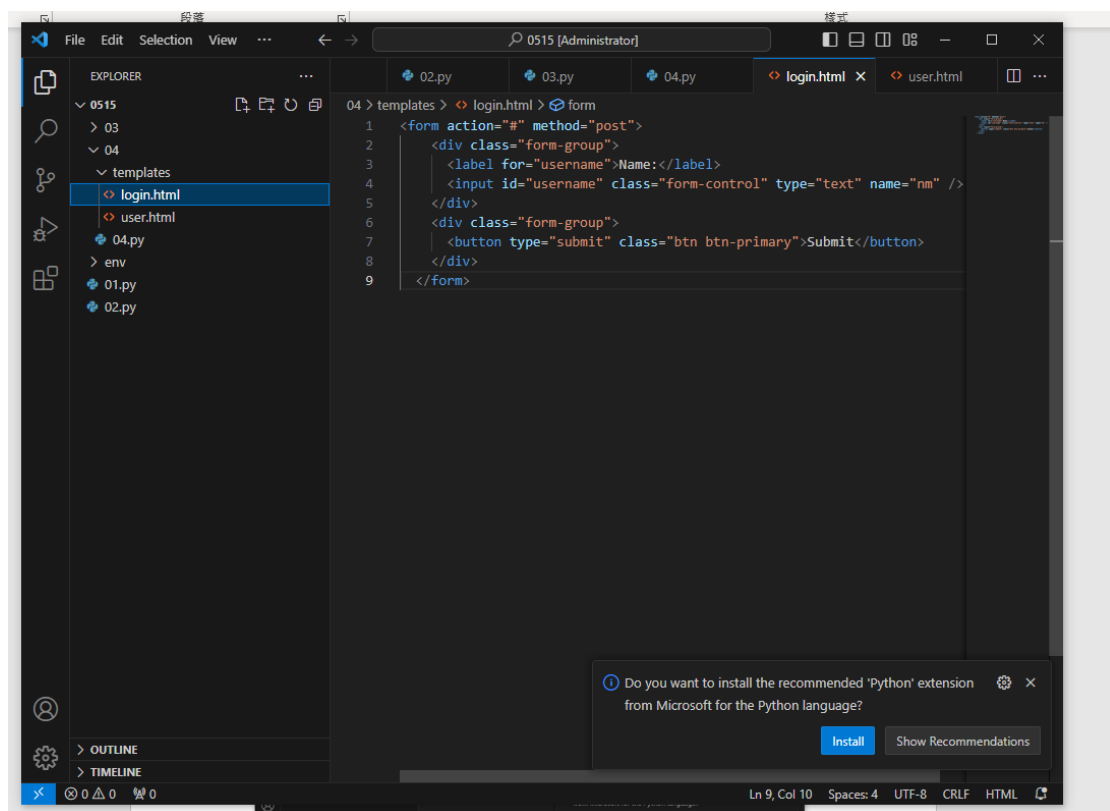 段落
樣式
File Edit Selection View ··· 0515 [Administrator]
EXPLORER ···
02.py 03.py 04.py login.html user.html ···
0515
04 > templates > login.html > form
03
04
templates
login.html
user.html
04.py
env
01.py
02.py
1 <form action="#" method="post">
2 <div class="form-group">
3 <label for="username">Name:</label>
4 <input id="username" class="form-control" type="text" name="nm" />
5 </div>
6 <div class="form-group">
7 <button type="submit" class="btn btn-primary">Submit</button>
8 </div>
9 </form>
Do you want to install the recommended 'Python' extension
from Microsoft for the Python language?
Install Show Recommendations
OUTLINE
TIMELINE
0 0 0 Ln 9, Col 10 Spaces: 4 UTF-8 CRLF HTML